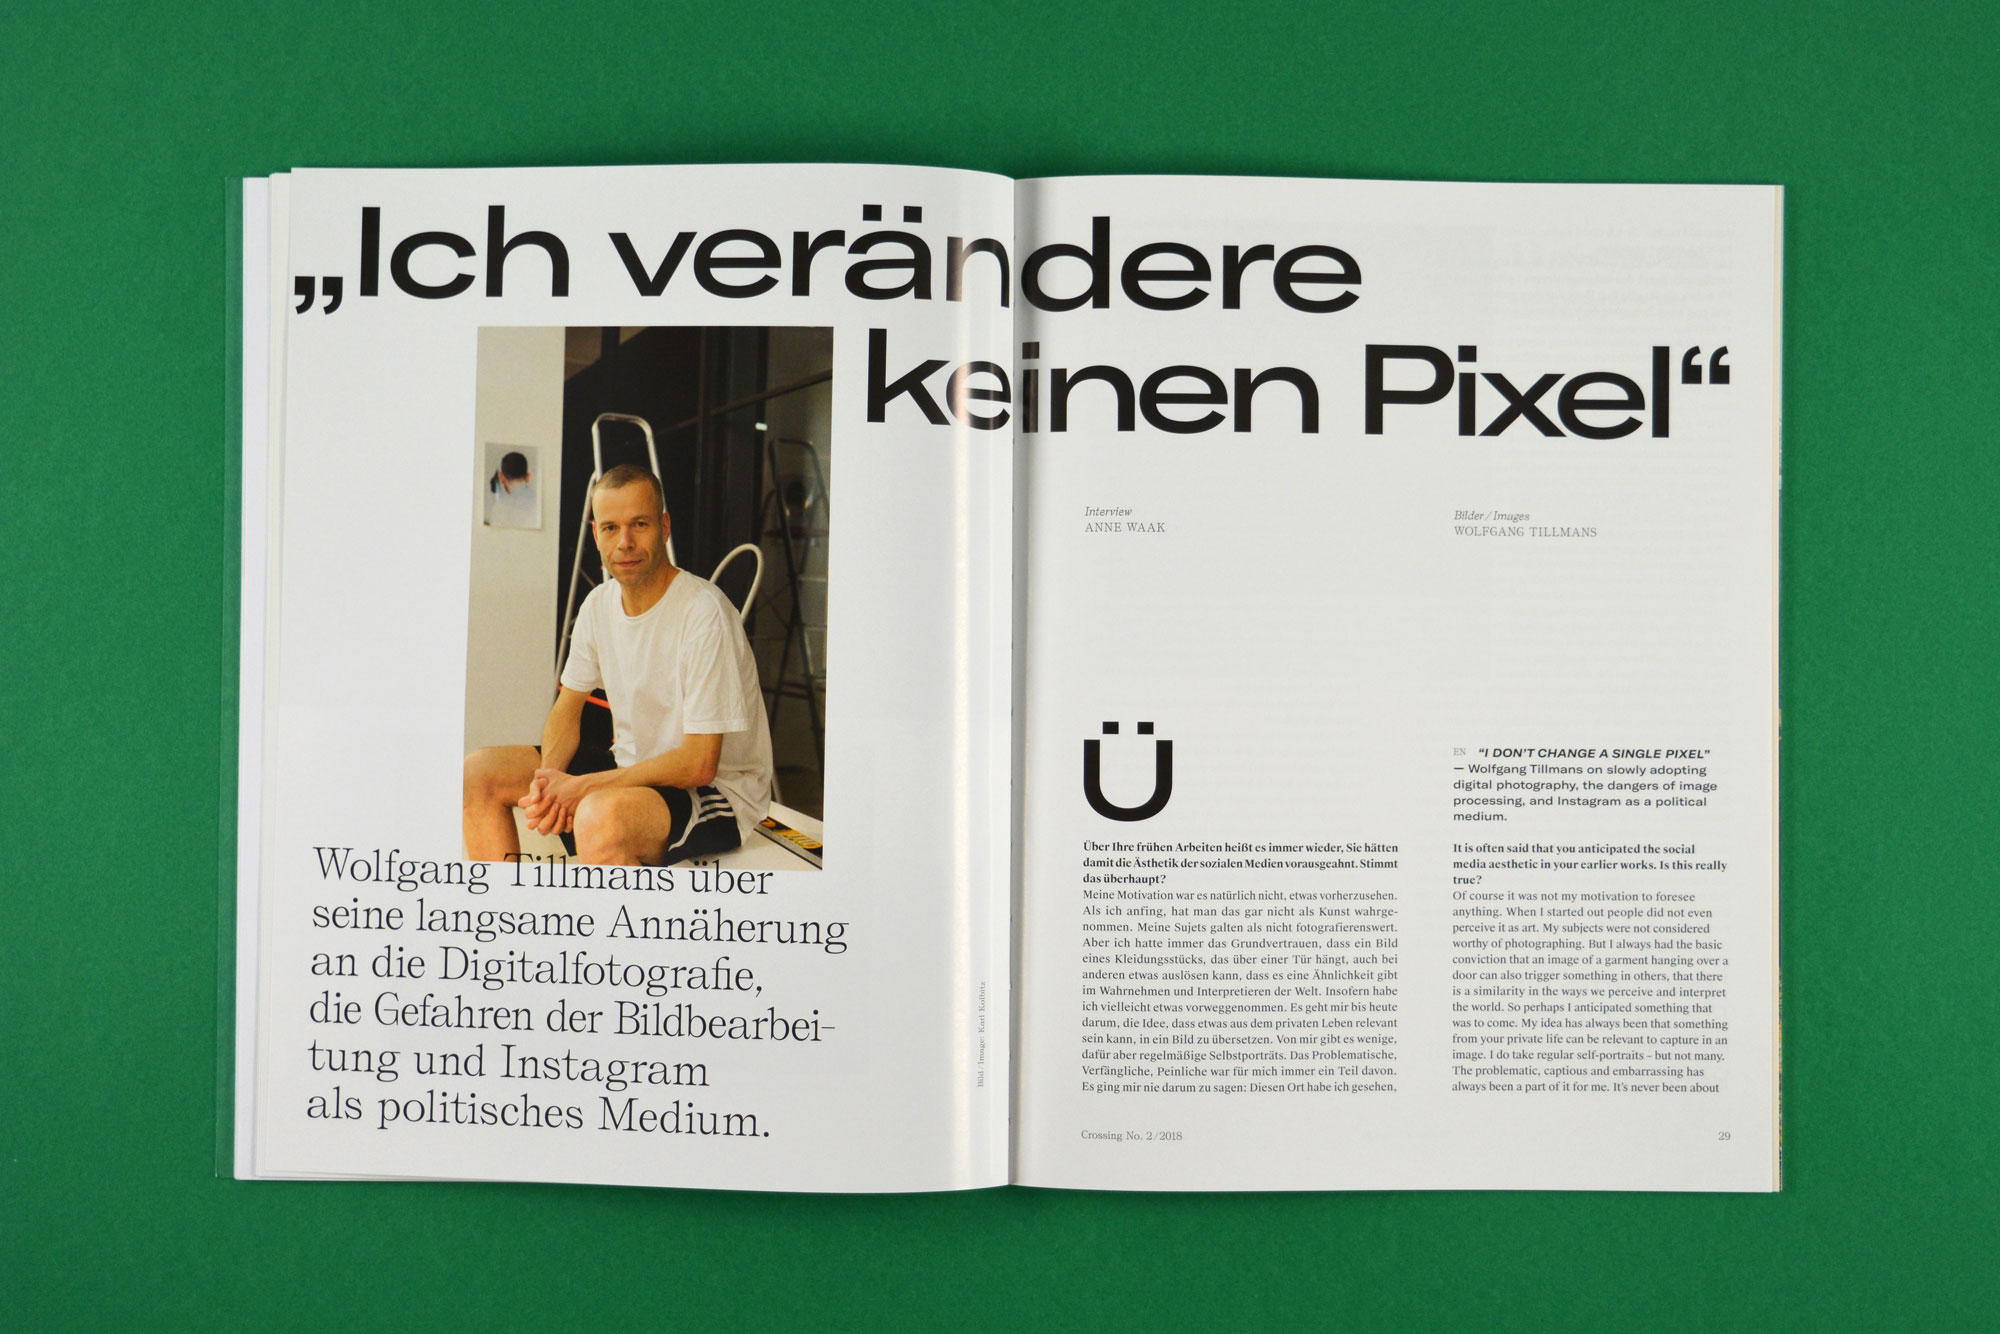 „Ich verändere
keinen Pixel“
Wolfgang Tillmans über
seine langsame Annäherung
an die Digitalfotografie,
die Gefahren der Bildbearbei-
tung und Instagram
als politisches Medium.
Bild / Image: Karl Kolbitz
Interview
ANNE WAAK
Bilder / Images
WOLFGANG TILLMANS
Ü
Über Ihre frühen Arbeiten heißt es immer wieder, Sie hätten
damit die Ästhetik der sozialen Medien vorausgeahnt. Stimmt
das überhaupt?
Meine Motivation war es natürlich nicht, etwas vorherzusehen.
Als ich anfing, hat man das gar nicht als Kunst wahrge-
nommen. Meine Sujets galten als nicht fotografierenswert.
Aber ich hatte immer das Grundvertrauen, dass ein Bild
eines Kleidungsstücks, das über einer Tür hängt, auch bei
anderen etwas auslösen kann, dass es eine Ähnlichkeit gibt
im Wahrnehmen und Interpretieren der Welt. Insofern habe
ich vielleicht etwas vorweggenommen. Es geht mir bis heute
darum, die Idee, dass etwas aus dem privaten Leben relevant
sein kann, in ein Bild zu übersetzen. Von mir gibt es wenige,
dafür aber regelmäßige Selbstporträts. Das Problematische,
Verfängliche, Peinliche war für mich immer ein Teil davon.
Es ging mir nie darum zu sagen: Diesen Ort habe ich gesehen,
EN “I DON’T CHANGE A SINGLE PIXEL”
— Wolfgang Tillmans on slowly adopting
digital photography, the dangers of image
processing, and Instagram as a political
medium.
It is often said that you anticipated the social
media aesthetic in your earlier works. Is this really
true?
Of course it was not my motivation to foresee
anything. When I started out people did not even
perceive it as art. My subjects were not considered
worthy of photographing. But I always had the basic
conviction that an image of a garment hanging over a
door can also trigger something in others, that there
is a similarity in the ways we perceive and interpret
the world. So perhaps I anticipated something that
was to come. My idea has always been that something
from your private life can be relevant to capture in an
image. I do take regular self-portraits – but not many.
The problematic, captious and embarrassing has
always been a part of it for me. It’s never been about
Crossing No. 2 / 2018
29